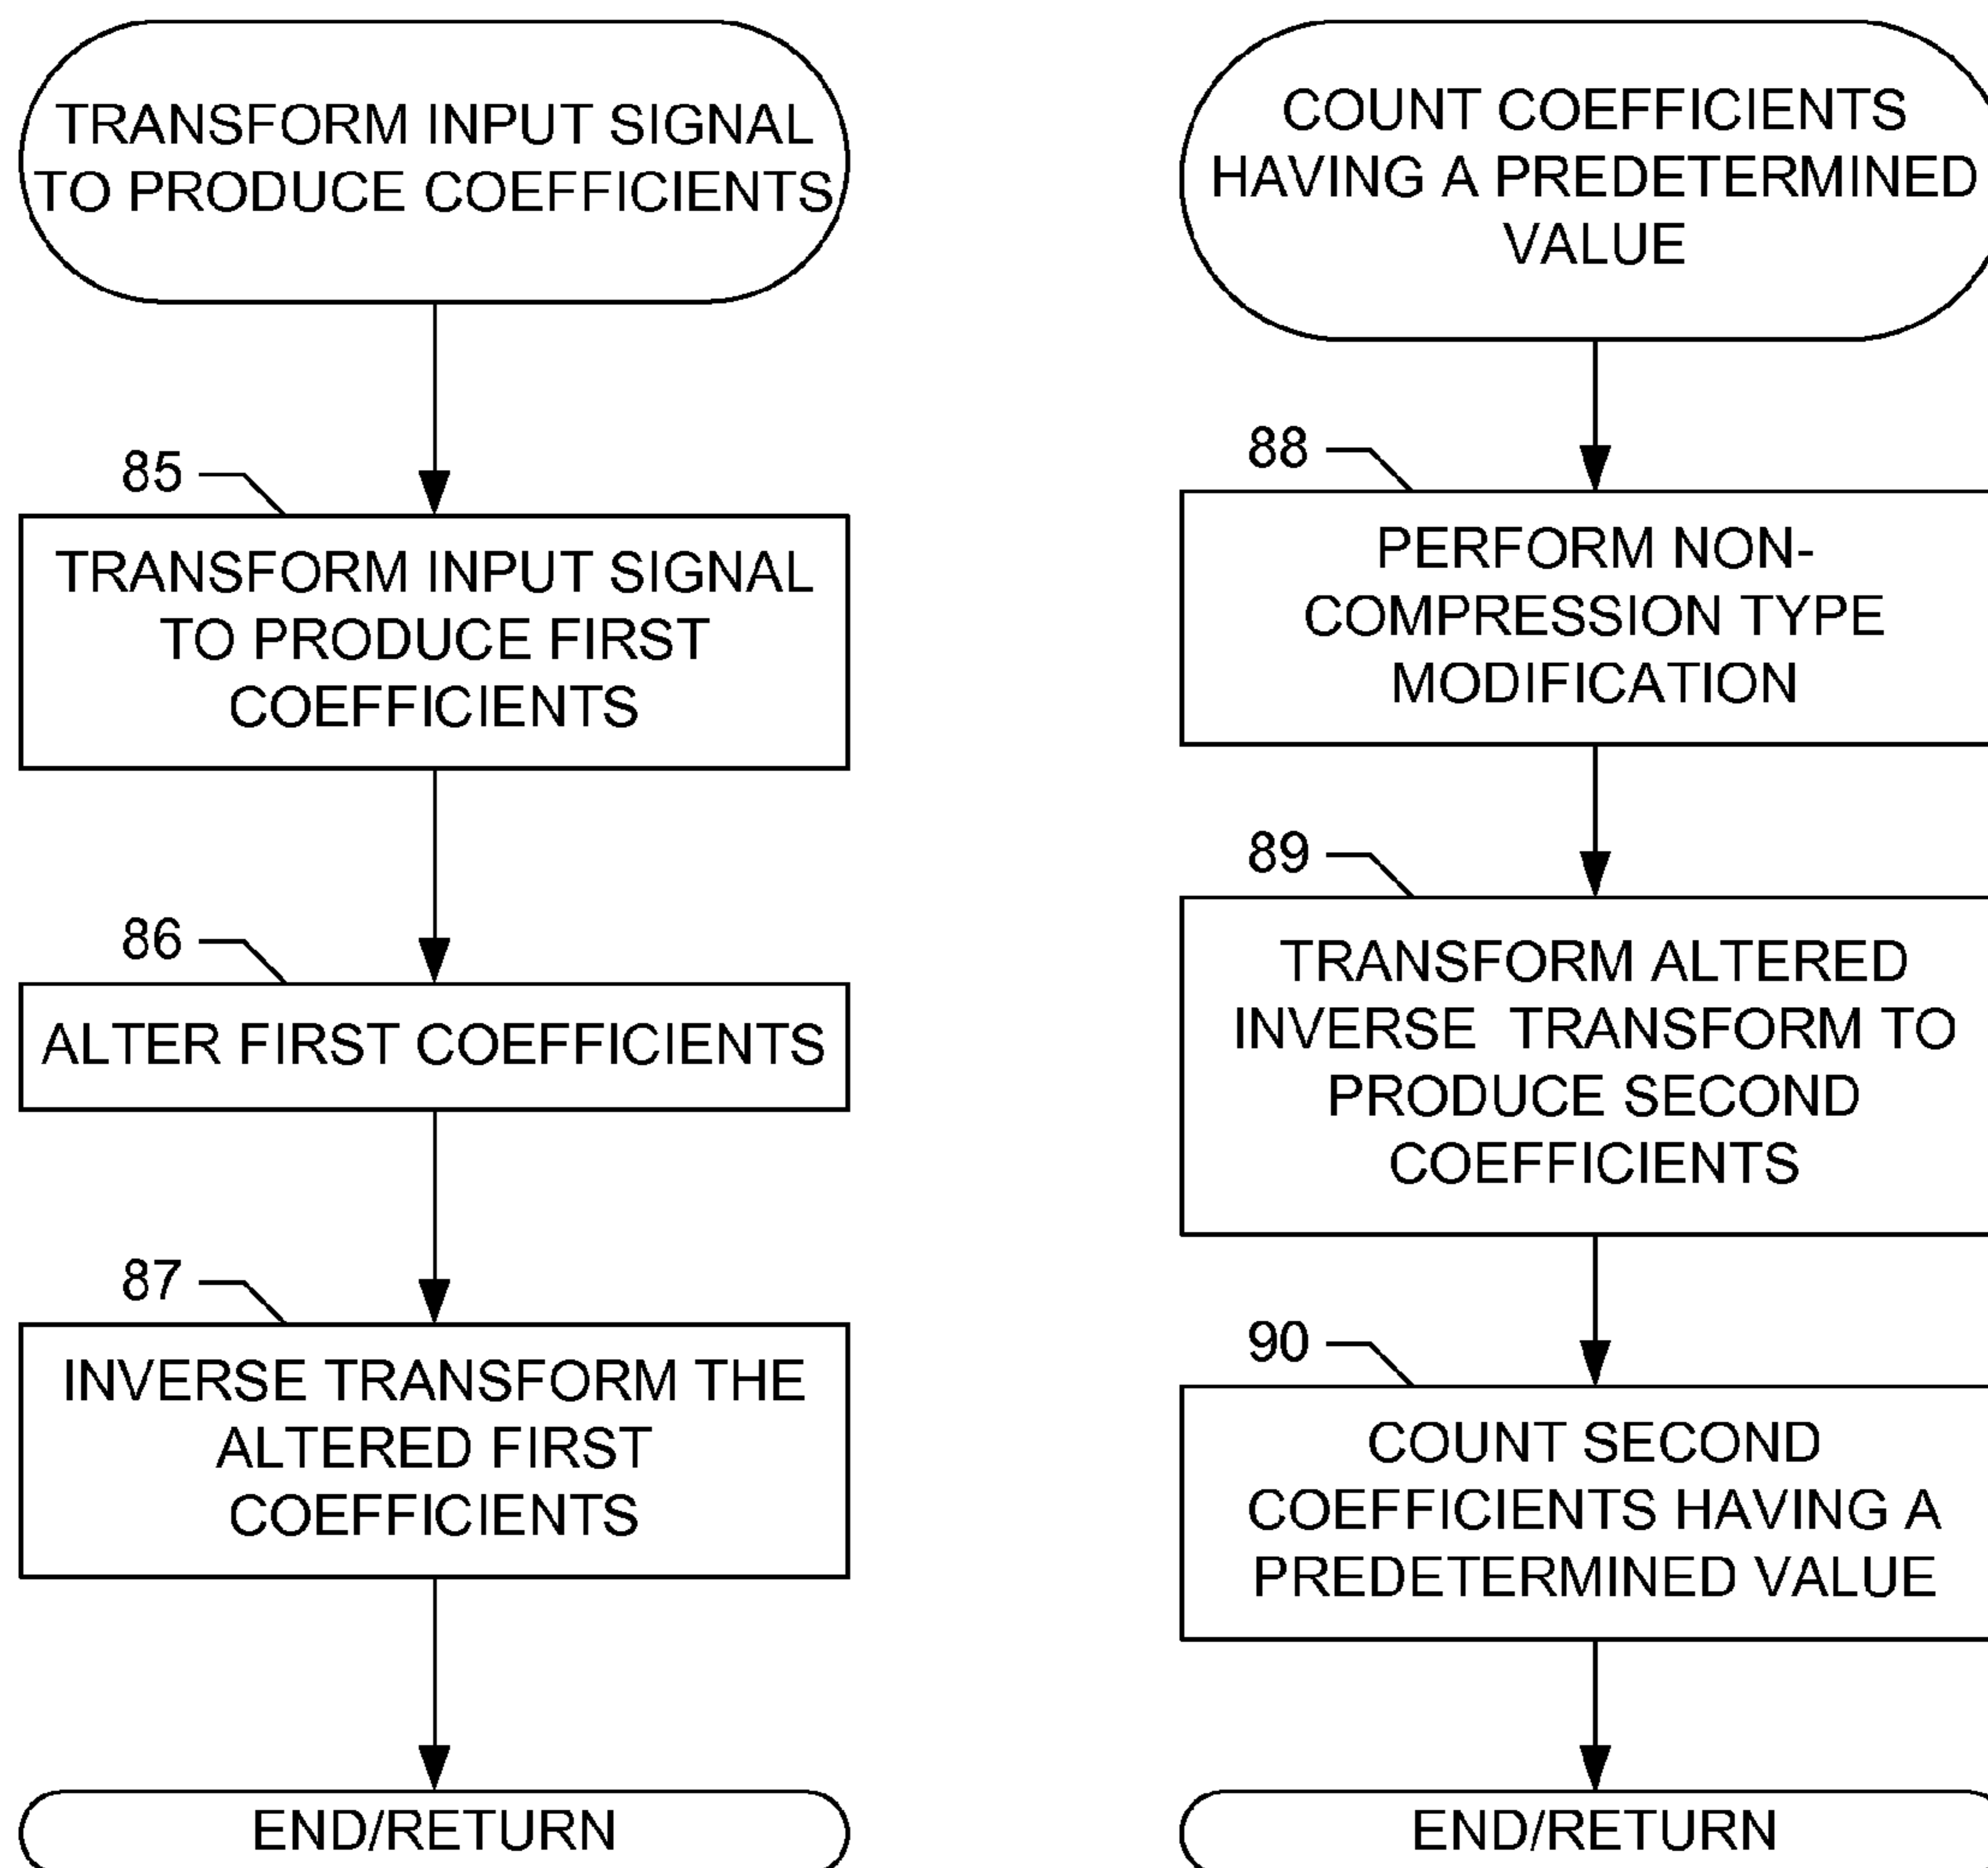 TRANSFORM INPUT SIGNAL
TO PRODUCE COEFFICIENTS
85
TRANSFORM INPUT SIGNAL
TO PRODUCE FIRST
COEFFICIENTS
86
ALTER FIRST COEFFICIENTS
87
INVERSE TRANSFORM THE
ALTERED FIRST
COEFFICIENTS
END/RETURN
COUNT COEFFICIENTS
HAVING A PREDETERMINED
VALUE
88
PERFORM NON-
COMPRESSION TYPE
MODIFICATION
89
TRANSFORM ALTERED
INVERSE TRANSFORM TO
PRODUCE SECOND
COEFFICIENTS
90
COUNT SECOND
COEFFICIENTS HAVING A
PREDETERMINED VALUE
END/RETURN